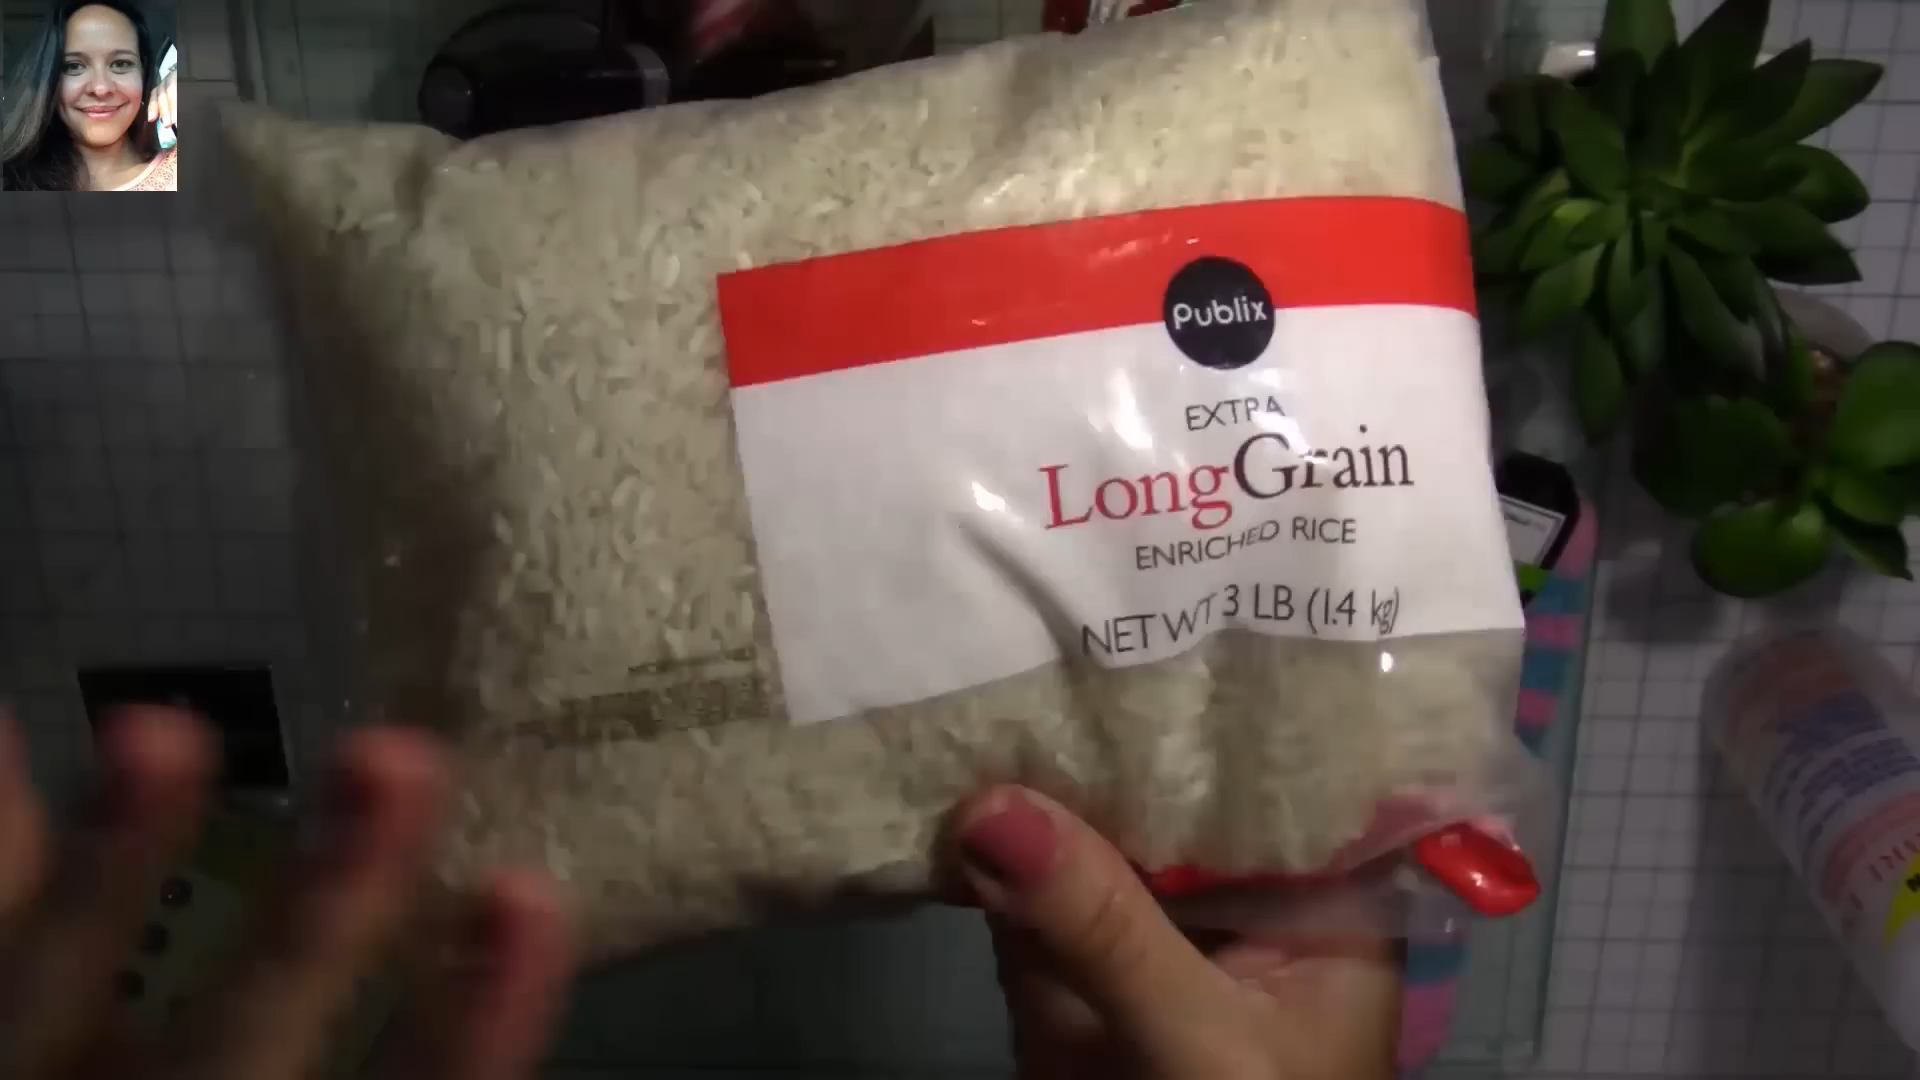 Publix
EXTRA
LongGrain
ENRICHED RICE
NET WT 3 LB (1.4 kg)